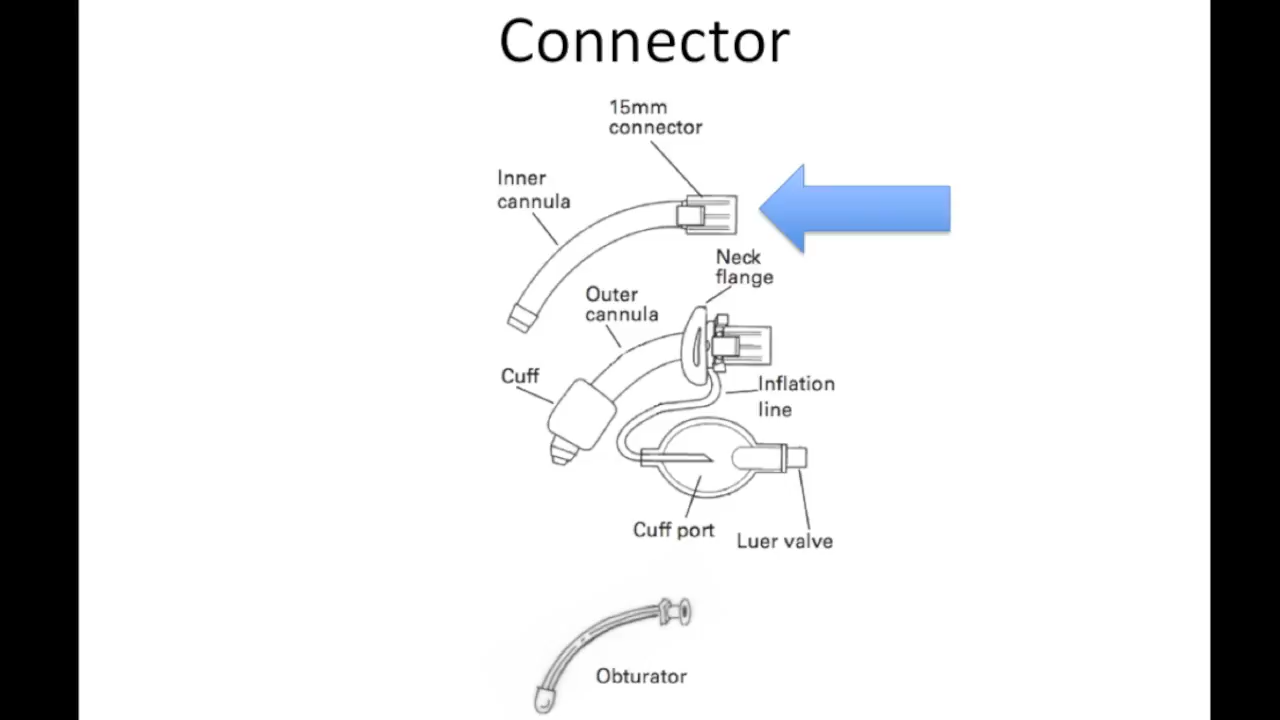 Connector
15mm
connector
Inner
cannula
Neck
flange
Outer
cannula
Cuff
Inflation
line
Cuff port
Luer valve
Obturator